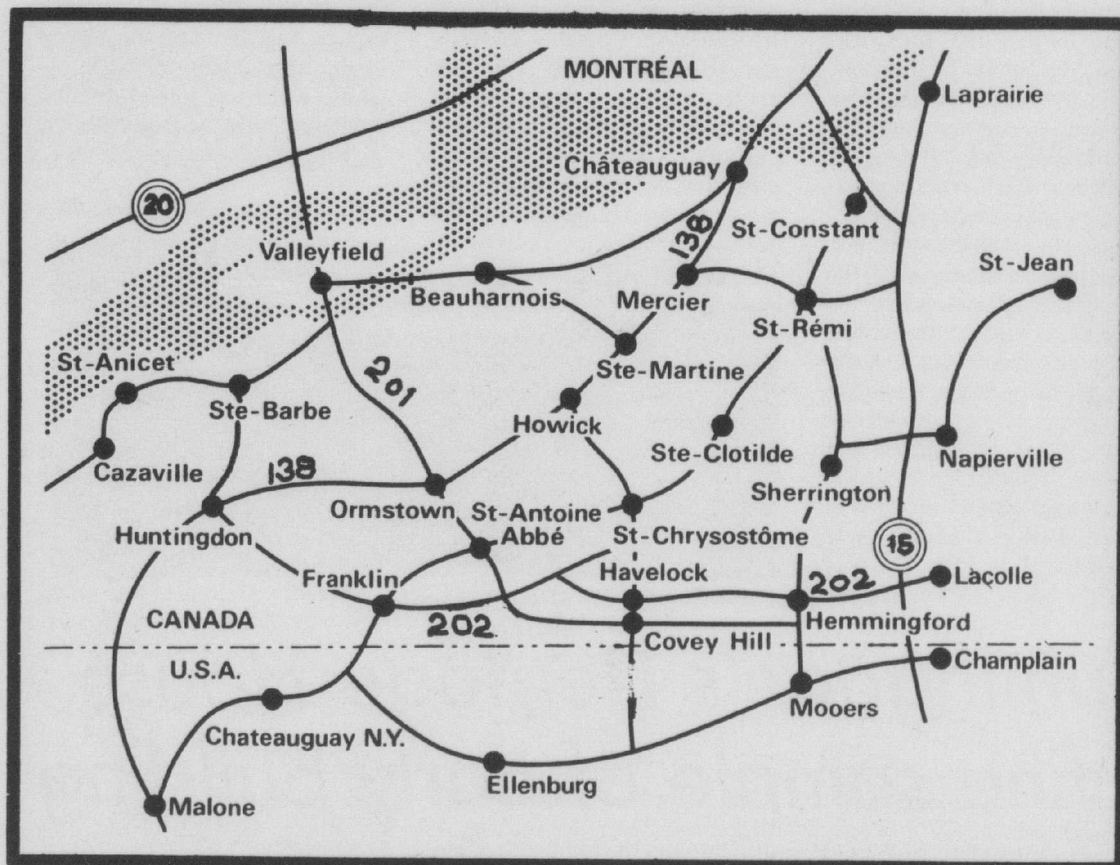 MONTRÉAL
Laprairie
Châteauguay
20
138
St-Constant
Valleyfield
St-Jean
Beauharnois
Mercier
St-Rémi
St-Anicet
201
Ste-Martine
Ste-Barbe
Howick
Cazaville
138
Ste-Clotilde
Napierville
Sherrington
Ormstown
St-Antoine
Abbé
Huntingdon
St-Chrysostôme
15
Franklin
Havelock
202
Lacolle
CANADA
202
Hemmingford
Covey Hill
U.S.A.
Champlain
Mooers
Chateauguay N.Y.
Ellenburg
Malone